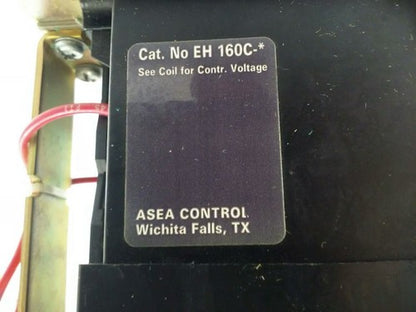 Cat. No EH 160C-*
See Coil for Contr. Voltage
ASEA CONTROL
Wichita Falls, TX